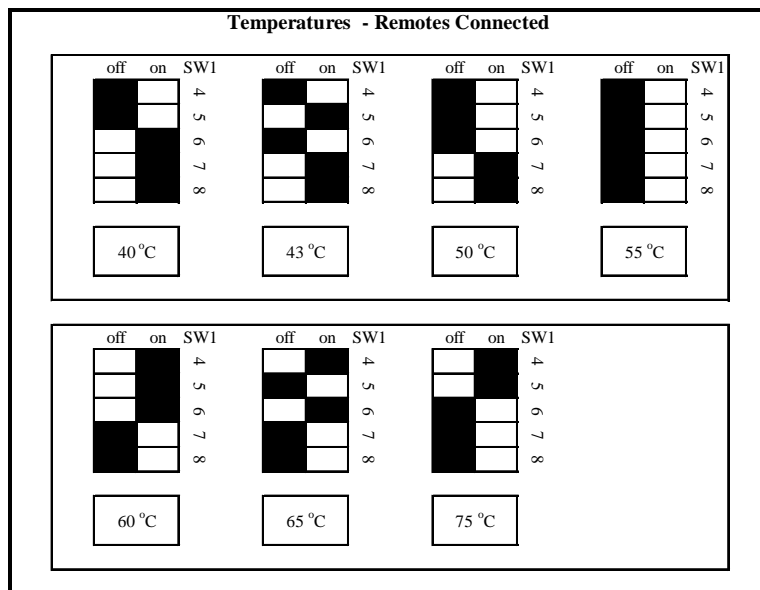 Temperatures - Remotes Connected
off on SW1 off on SW1 off on SW1 off on SW1
4 4 4 4
5 5 5 5
6 6 6 6
7 7 7 7
8 8 8 8
40 °C 43 °C 50 °C 55 °C
off on SW1 off on SW1 off on SW1
4 4 4
5 5 5
6 6 6
7 7 7
8 8 8
60 °C 65 °C 75 °C